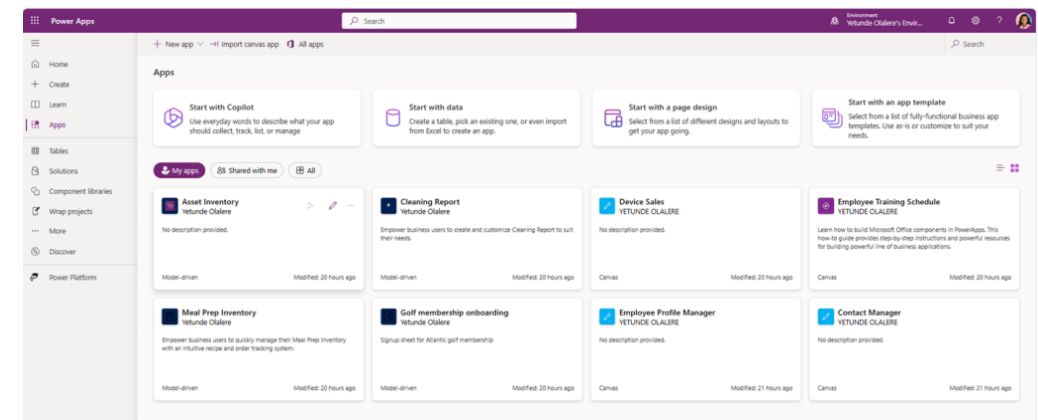 Power Apps
Search
Environment
Yetunde Olalere's Envir...
?
+ New app
Import canvas app
All apps
Search
Home
Create
Learn
Apps
Tables
Solutions
Component libraries
Wrap projects
More
Discover
Power Platform
Apps
Start with Copilot
Use everyday words to describe what your app
should collect, track, list, or manage
Start with data
Create a table, pick an existing one, or even import
from Excel to create an app.
Start with a page design
Select from a list of different designs and layouts to
get your app going.
Start with an app template
Select from a list of fully-functional business app
templates. Use as-is or customize to suit your
needs.
My apps
Shared with me
All
Asset Inventory
Yetunde Olalere
No description provided.
Model-driven
Modified: 20 hours ago
Cleaning Report
Yetunde Olalere
Empower business users to create and customize Cleaning Report to suit
their needs.
Model-driven
Modified: 20 hours ago
Device Sales
YETUNDE OLALERE
No description provided.
Canvas
Modified: 20 hours ago
Employee Training Schedule
YETUNDE OLALERE
Learn how to build Microsoft Office components in PowerApps. This
how-to guide provides step-by-step instructions and powerful resources
for building powerful line of business applications.
Canvas
Modified: 20 hours ago
Meal Prep Inventory
Yetunde Olalere
Empower business users to quickly manage their Meal Prep Inventory
with an intuitive recipe and order tracking system.
Model-driven
Modified: 20 hours ago
Golf membership onboarding
Yetunde Olalere
Signup sheet for Atlantic golf membership
Model-driven
Modified: 20 hours ago
Employee Profile Manager
YETUNDE OLALERE
No description provided.
Canvas
Modified: 21 hours ago
Contact Manager
YETUNDE OLALERE
No description provided.
Canvas
Modified: 21 hours ago